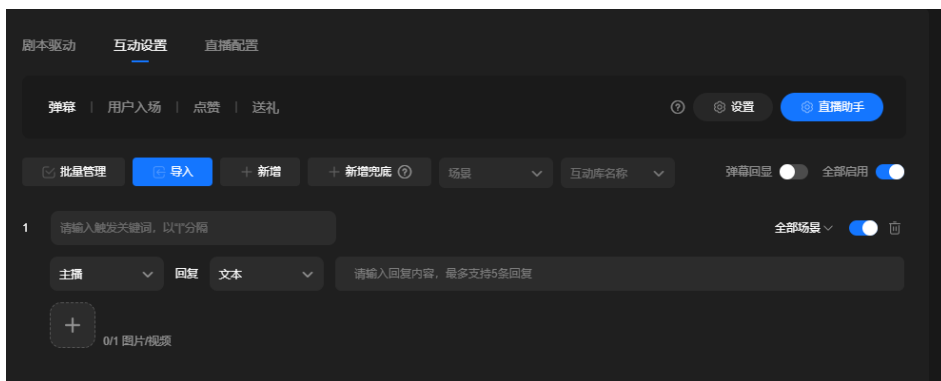 剧本驱动 互动设置 直播配置
弹幕 用户入场 点赞 送礼 设置 直播助手
批量管理 导入 新增 新增兜底 场景 互动库名称 弹幕回显 全部启用
1 请输入触发关键词，以“|”分隔 全部场景
主播 回复 文本 请输入回复内容，最多支持5条回复
0/1 图片/视频